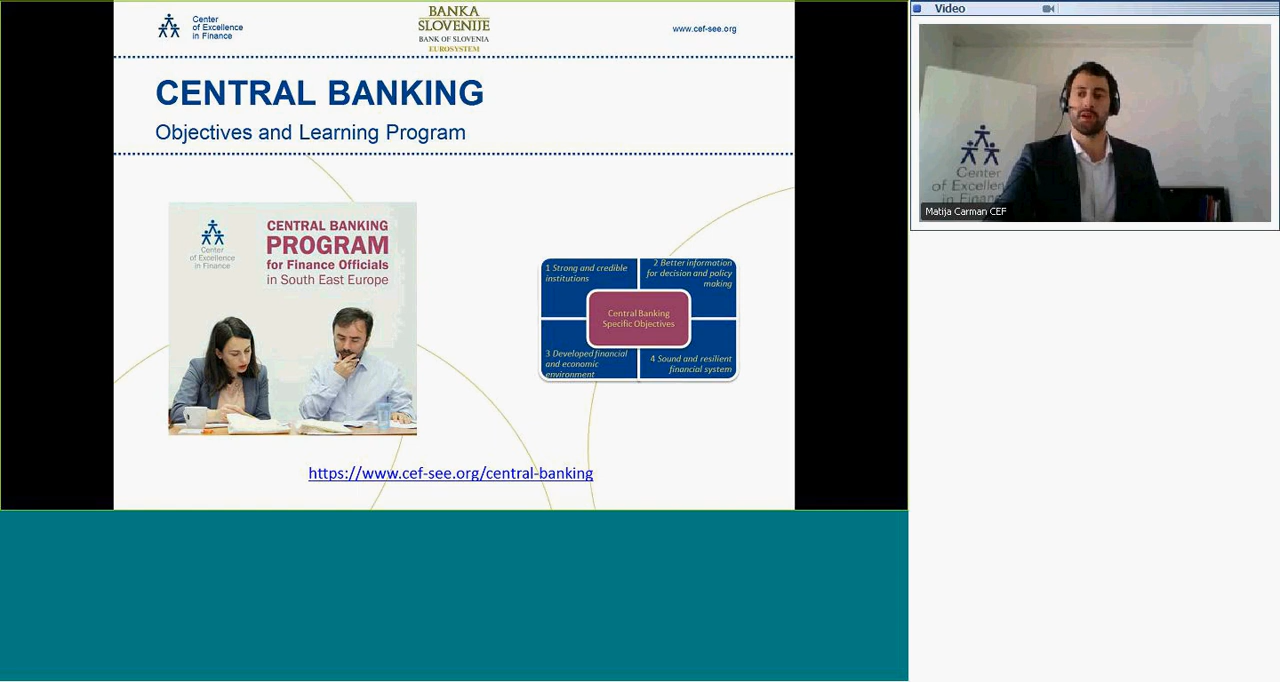 Center
of Excellence
in Finance
BANKA
SLOVENIJE
BANK OF SLOVENIA
EUROSYSTEM
www.cef-see.org
CENTRAL BANKING
Objectives and Learning Program
Center
of Excellence
in Finance
CENTRAL BANKING
PROGRAM
for Finance Officials
in South East Europe
1 Strong and credible
institutions
2 Better information
for decision and policy
making
Central Banking
Specific Objectives
3 Developed financial
and economic
environment
4 Sound and resilient
financial system
https://www.cef-see.org/central-banking
Video
Center
of Excellen
in Finance
Matija Carman CEF